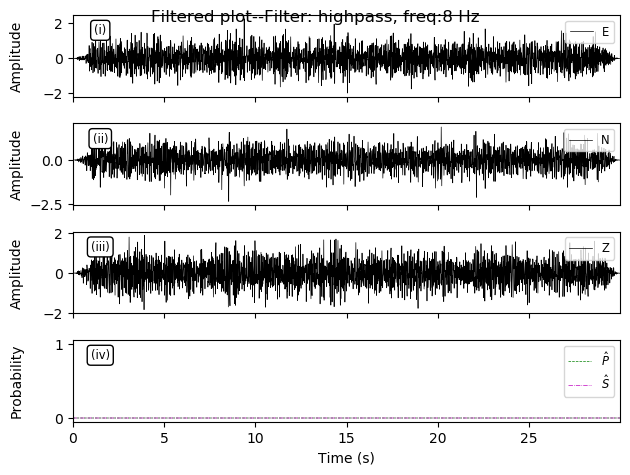 Filtered plot--Filter: highpass, freq:8 Hz
(i)
E
2
0
−2
Amplitude
(ii)
N
0.0
−2.5
Amplitude
(iii)
Z
2
0
−2
Amplitude
(iv)
P̂
Ŝ
1
0
Probability
0 5 10 15 20 25
Time (s)